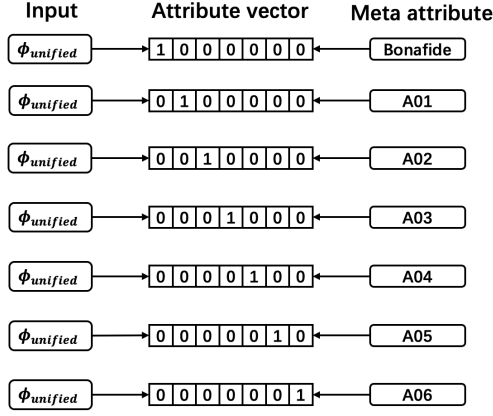 Input Attribute vector Meta attribute
ϕunified 1 0 0 0 0 0 0 Bonafide
ϕunified 0 1 0 0 0 0 0 A01
ϕunified 0 0 1 0 0 0 0 A02
ϕunified 0 0 0 1 0 0 0 A03
ϕunified 0 0 0 0 1 0 0 A04
ϕunified 0 0 0 0 0 1 0 A05
ϕunified 0 0 0 0 0 0 1 A06